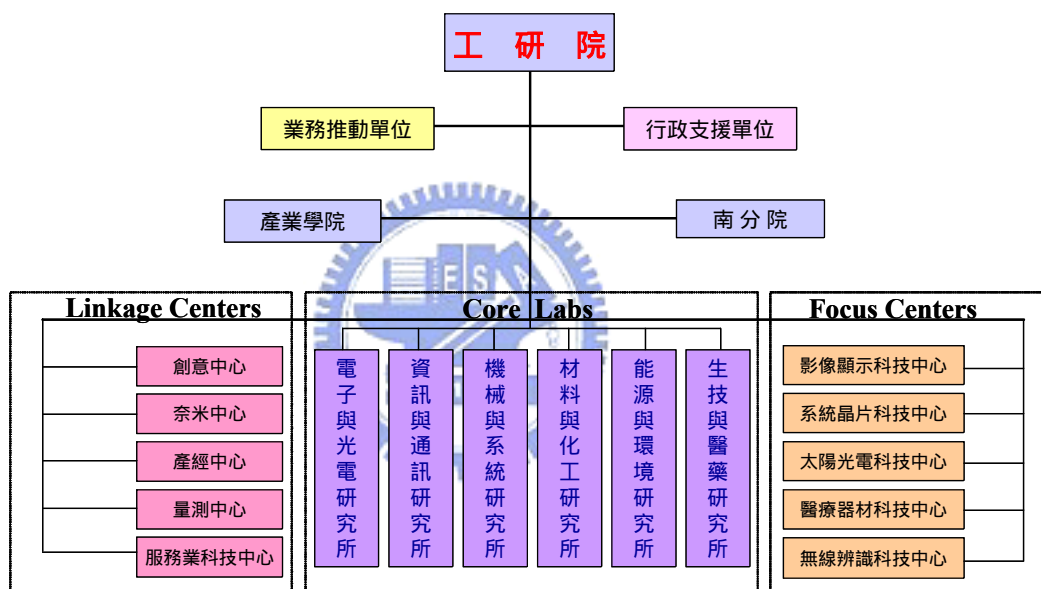 工 研 院
業務推動單位
行政支援單位
產業學院
南 分 院
Linkage Centers
創意中心
奈米中心
產經中心
量測中心
服務業科技中心
Core Labs
電子與光電研究所
資訊與通訊研究所
機械與系統研究所
材料與化工研究所
能源與環境研究所
生技與醫藥研究所
Focus Centers
影像顯示科技中心
系統晶片科技中心
太陽光電科技中心
醫療器材科技中心
無線辨識科技中心
ES